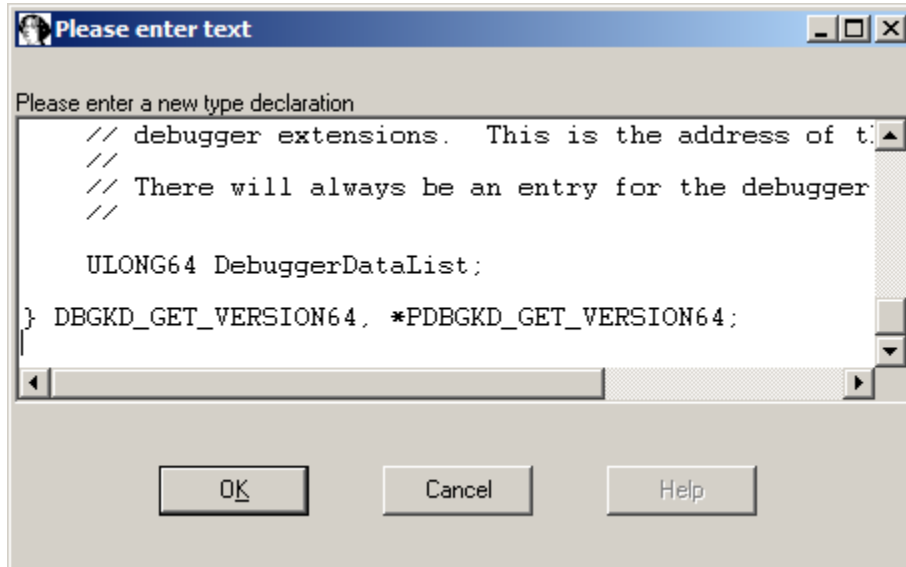 Please enter text
Please enter a new type declaration
// debugger extensions.  This is the address of
//
// There will always be an entry for the debugger
//
ULONG64 DebuggerDataList;
} DBGKD_GET_VERSION64, *PDBGKD_GET_VERSION64;
OK
Cancel
Help